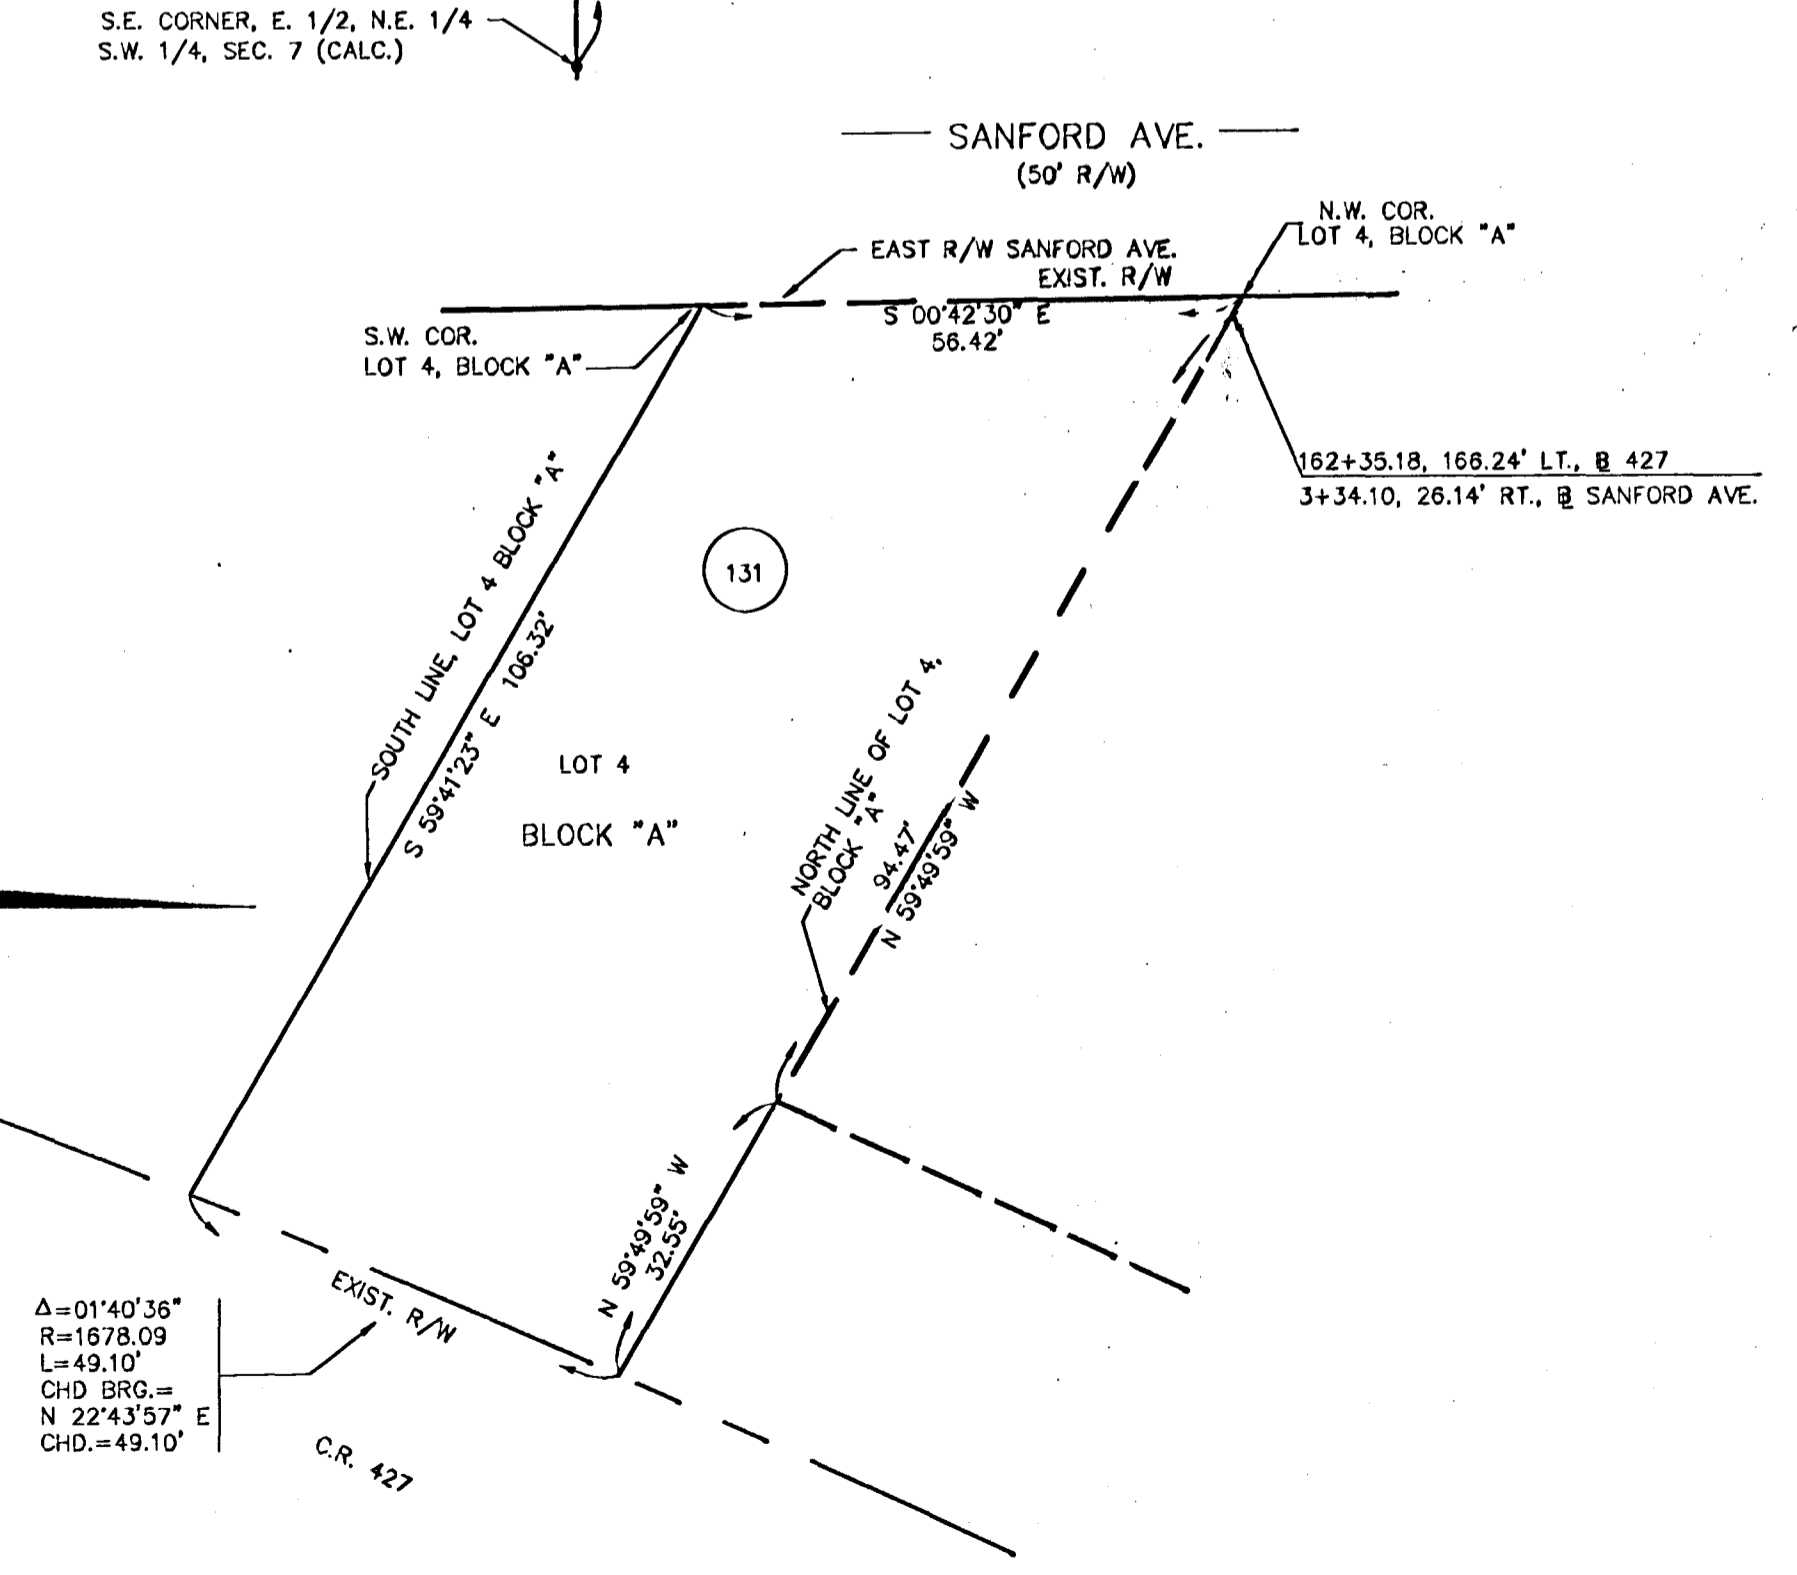 S.E. CORNER, E. 1/2, N.E. 1/4
S.W. 1/4, SEC. 7 (CALC.)
SANFORD AVE.
(50' R/W)
N.W. COR.
LOT 4, BLOCK "A"
EAST R/W SANFORD AVE.
EXIST. R/W
S 00°42'30" E
56.42'
S.W. COR.
LOT 4, BLOCK "A"
162+35.18, 166.24' LT., B 427
3+34.10, 26.14' RT., B SANFORD AVE.
SOUTH LINE, LOT 4 BLOCK "A"
S 59°41'23" E 106.32'
131
LOT 4
BLOCK "A"
NORTH LINE OF LOT 4,
BLOCK "A"
94.47'
N 59°49'59" W
N 59°49'59" W
32.55'
EXIST. R/W
Δ=01°40'36"
R=1678.09
L=49.10'
CHD BRG.=
N 22°43'57" E
CHD.=49.10'
C.R. 427